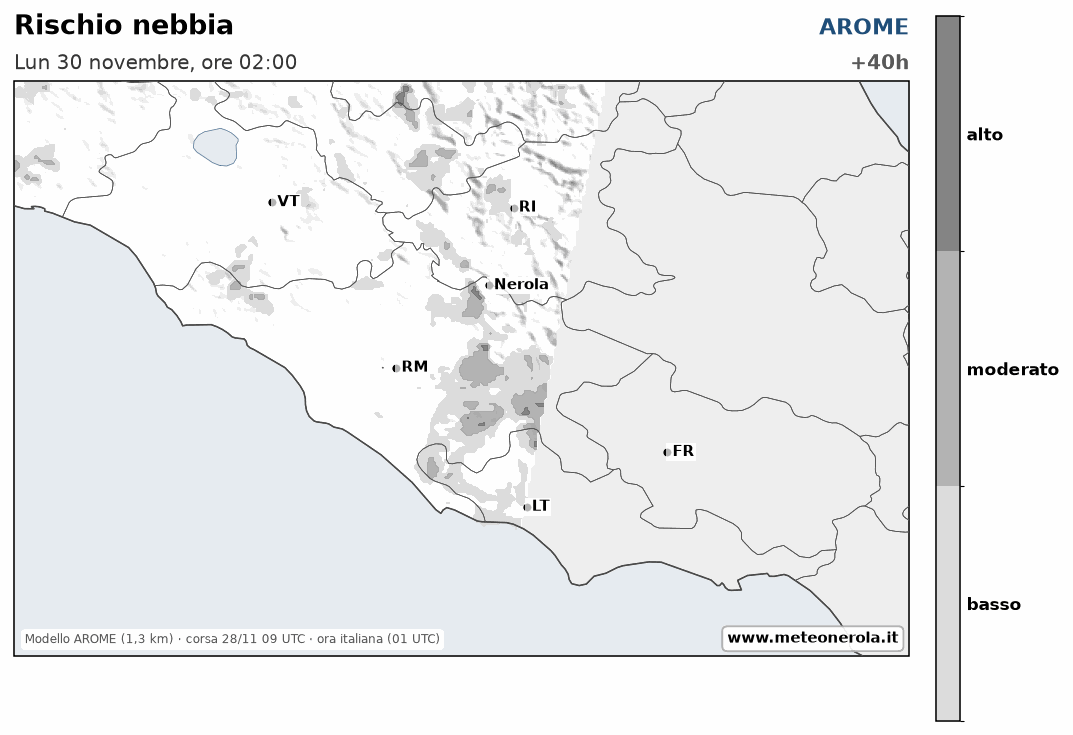 Rischio nebbia
AROME
Lun 30 novembre, ore 02:00
+40h
alto
VT
RI
Nerola
RM
moderato
FR
LT
basso
Modello AROME (1,3 km) · corsa 28/11 09 UTC · ora italiana (01 UTC)
www.meteonerola.it